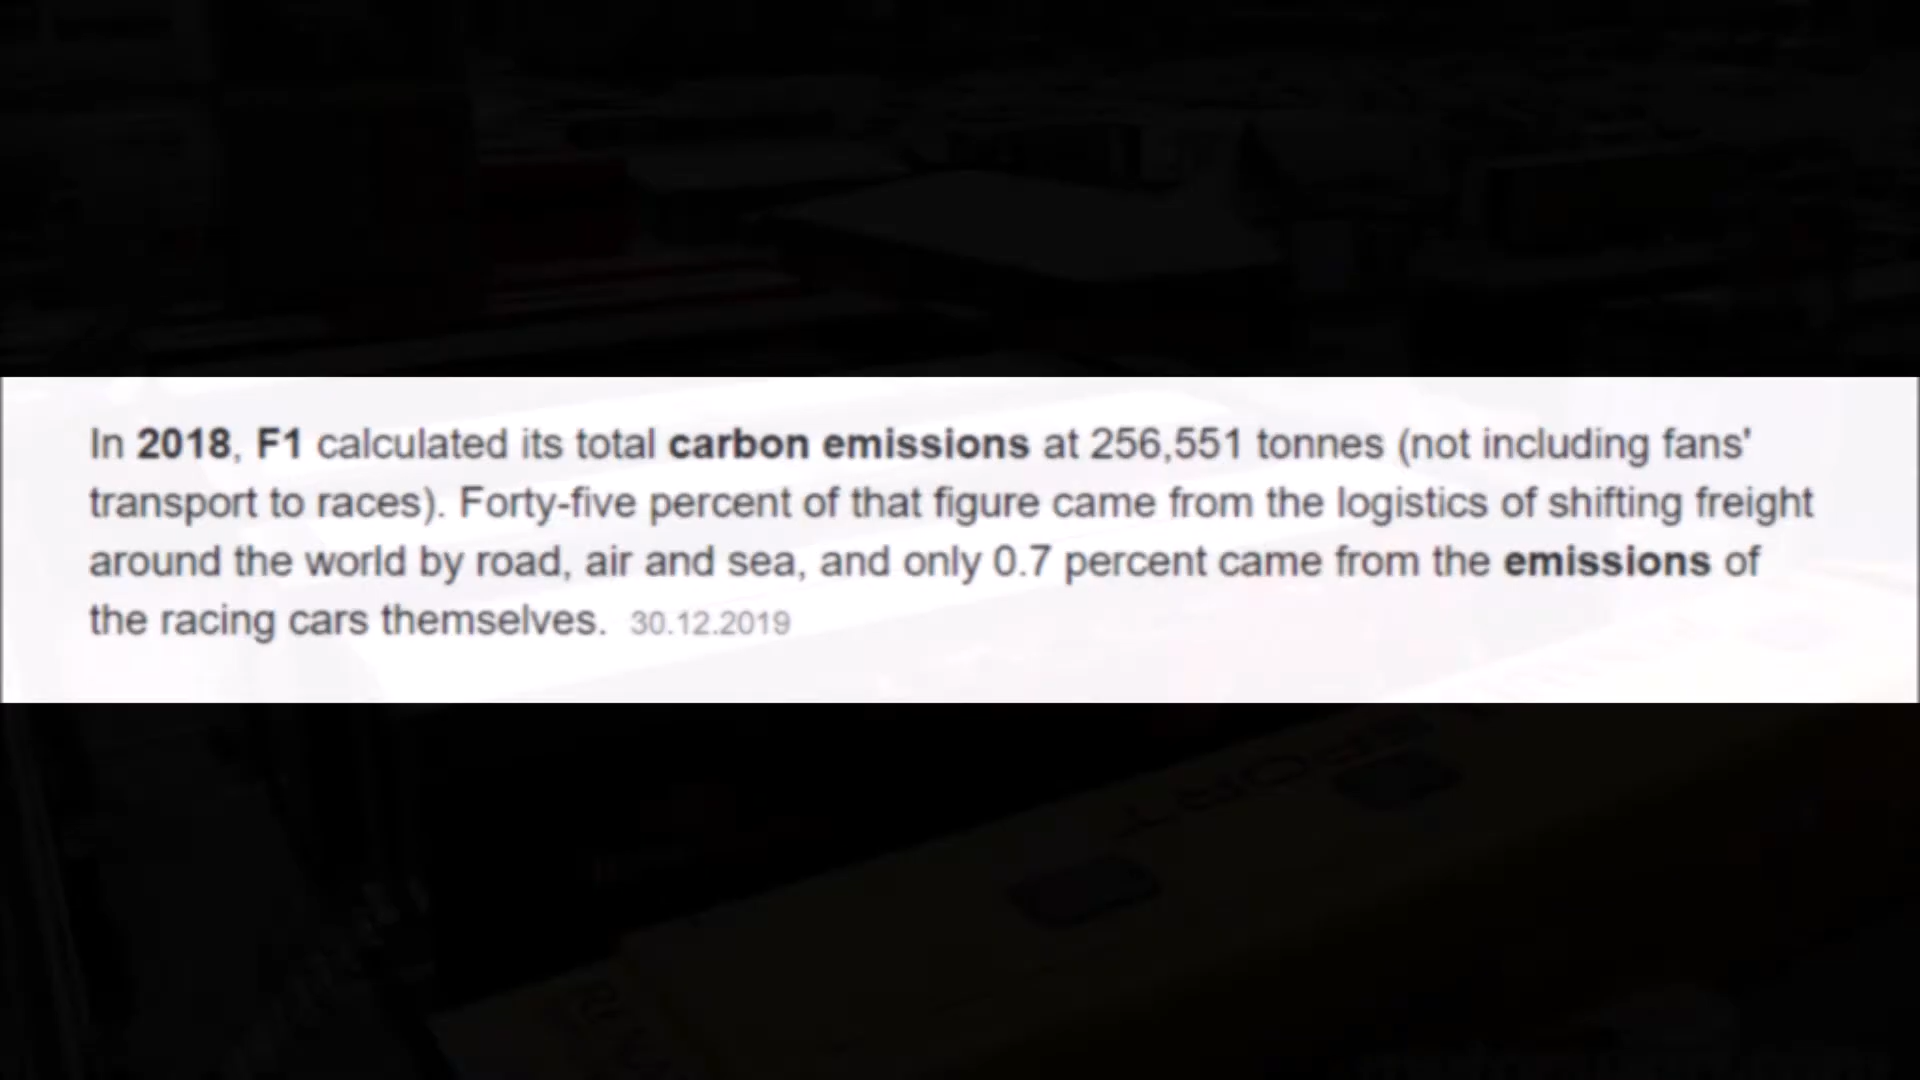 In 2018, F1 calculated its total carbon emissions at 256,551 tonnes (not including fans'
transport to races). Forty-five percent of that figure came from the logistics of shifting freight
around the world by road, air and sea, and only 0.7 percent came from the emissions of
the racing cars themselves. 30.12.2019